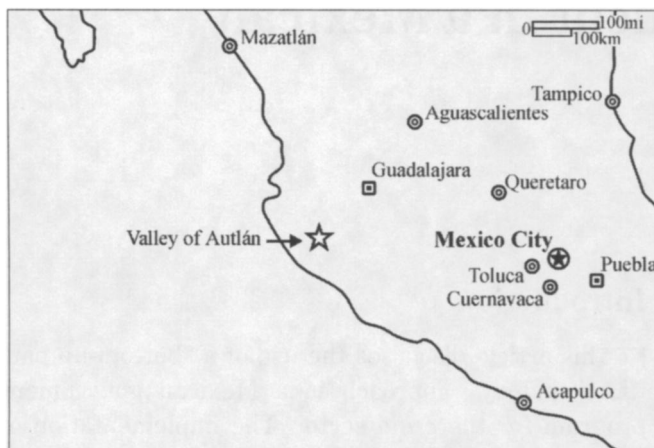 100mi
0
100km
Mazatlán
Tampico
Aguascalientes
Guadalajara
Queretaro
Valley of Autlán
Mexico City
Toluca
Puebla
Cuernavaca
Acapulco